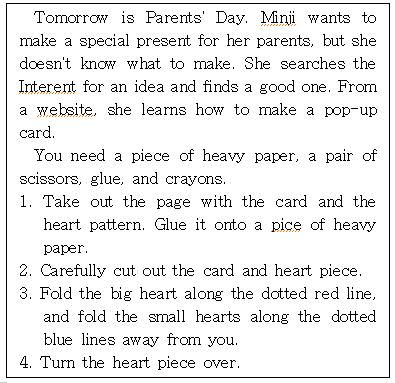 Tomorrow is Parents' Day. Minji wants to
make a special present for her parents, but she
doesn't know what to make. She searches the
Interent for an idea and finds a good one. From
a website, she learns how to make a pop-up
card.
You need a piece of heavy paper, a pair of
scissors, glue, and crayons.
1. Take out the page with the card and the
heart pattern. Glue it onto a pice of heavy
paper.
2. Carefully cut out the card and heart piece.
3. Fold the big heart along the dotted red line,
and fold the small hearts along the dotted
blue lines away from you.
4. Turn the heart piece over.